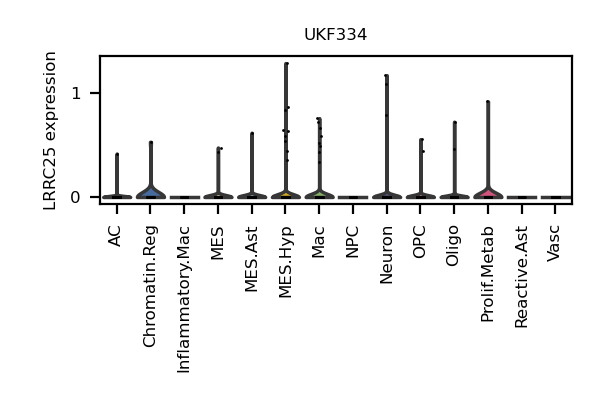 UKF334
LRRC25 expression
1
0
AC
Chromatin.Reg
Inflammatory.Mac
MES
MES.Ast
MES.Hyp
Mac
NPC
Neuron
OPC
Oligo
Prolif.Metab
Reactive.Ast
Vasc